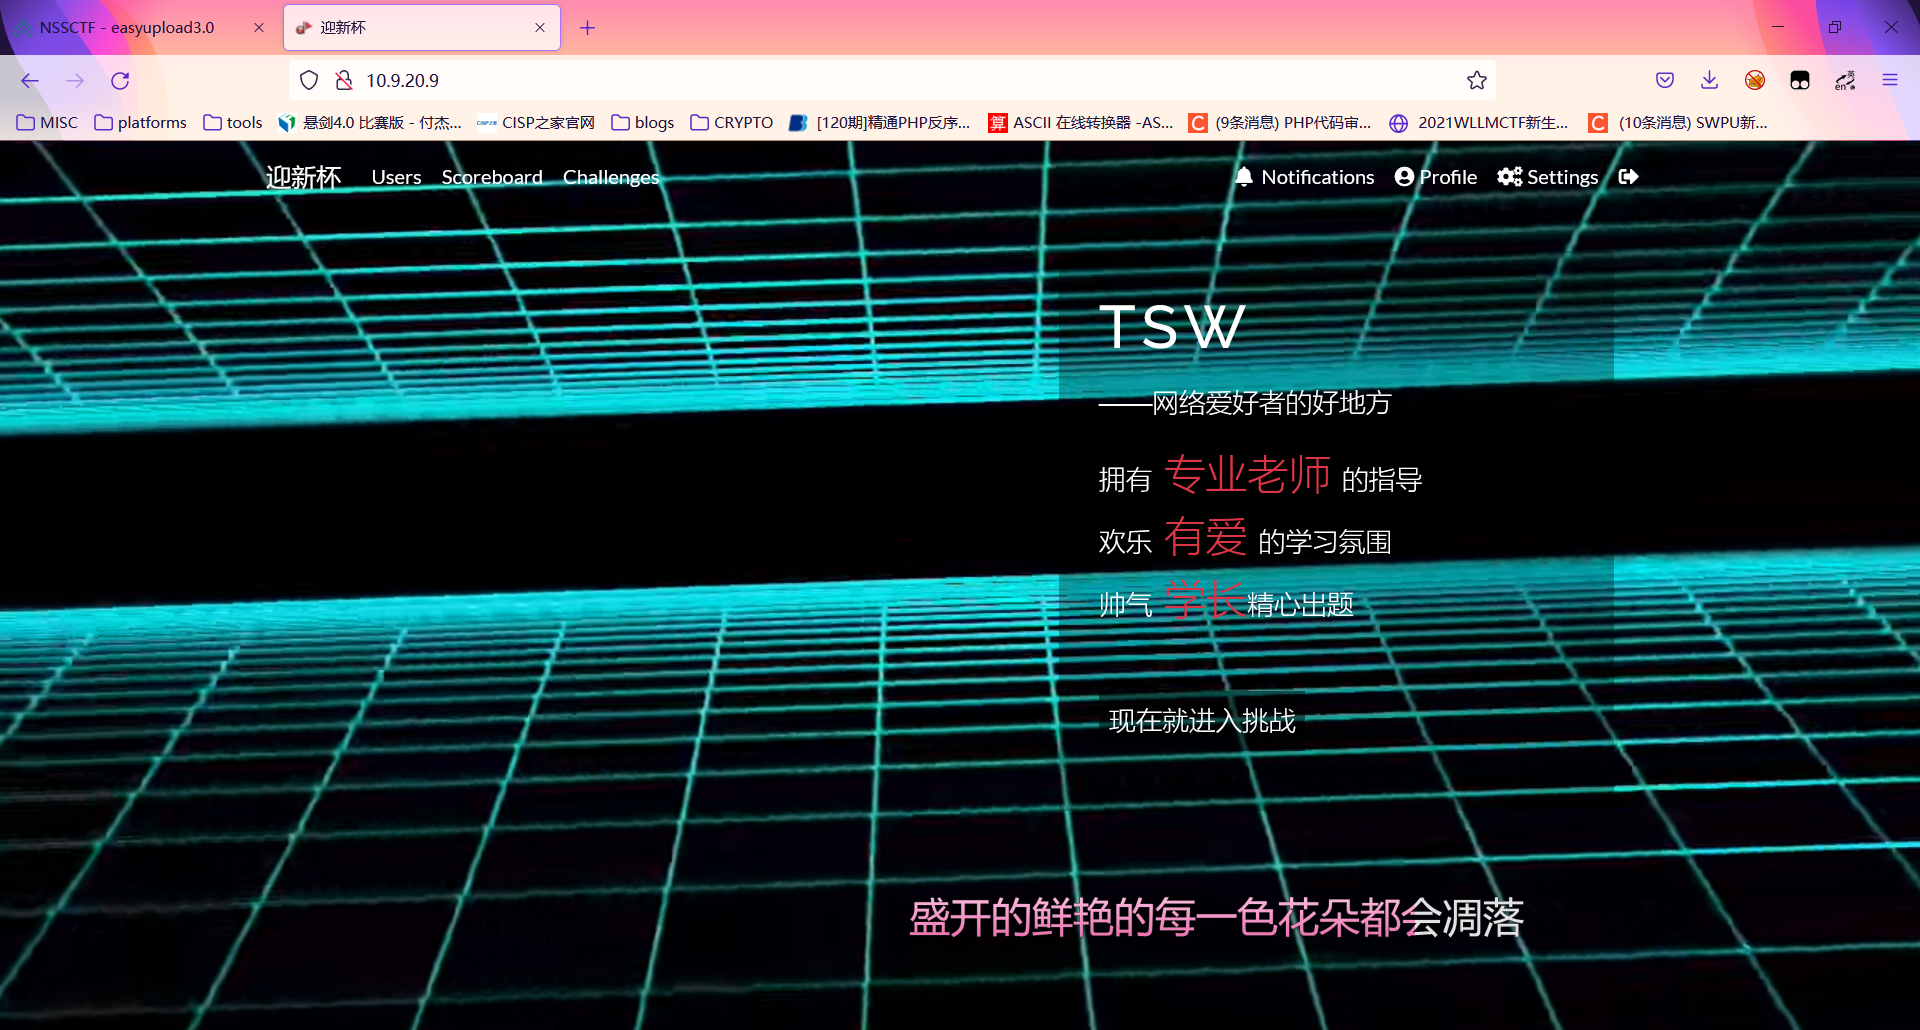 NSSCTF - easyupload3.0
迎新杯
10.9.20.9
MISC platforms tools 悬剑4.0 比赛版 - 付杰... CISP之家官网 blogs CRYPTO [120期]精通PHP反序... ASCII 在线转换器 -AS... (9条消息) PHP代码审... 2021WLLMCTF新生... (10条消息) SWPU新...
迎新杯 Users Scoreboard Challenges Notifications Profile Settings
TSW
——网络爱好者的好地方
拥有 专业老师 的指导
欢乐 有爱 的学习氛围
帅气 学长精心出题
现在就进入挑战
盛开的鲜艳的每一色花朵都会凋落